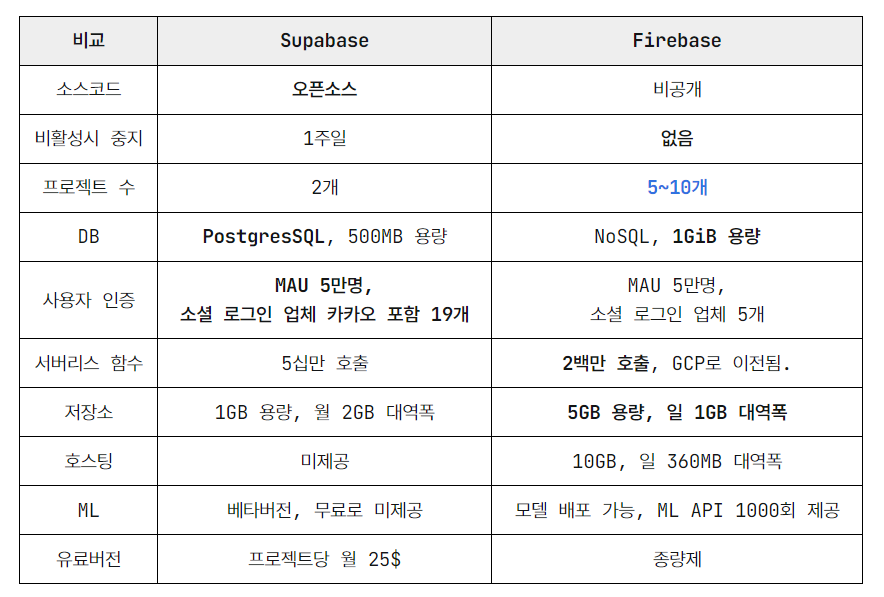 비교 Supabase Firebase
소스코드 오픈소스 비공개
비활성시 중지 1주일 없음
프로젝트 수 2개 5~10개
DB PostgresSQL, 500MB 용량 NoSQL, 1GiB 용량
사용자 인증 MAU 5만명, 소셜 로그인 업체 카카오 포함 19개 MAU 5만명, 소셜 로그인 업체 5개
서버리스 함수 5십만 호출 2백만 호출, GCP로 이전됨.
저장소 1GB 용량, 월 2GB 대역폭 5GB 용량, 일 1GB 대역폭
호스팅 미제공 10GB, 일 360MB 대역폭
ML 베타버전, 무료로 미제공 모델 배포 가능, ML API 1000회 제공
유료버전 프로젝트당 월 25$ 종량제